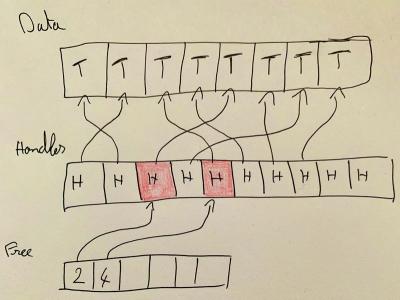 Data
T T T T T T T T
Handles
H H H H H H H H H
Free
2 4